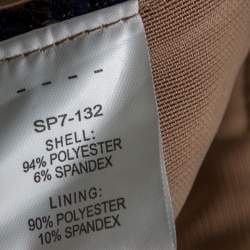 - - - -
SP7-132
SHELL:
94% POLYESTER
6% SPANDEX
LINING:
90% POLYESTER
10% SPANDEX